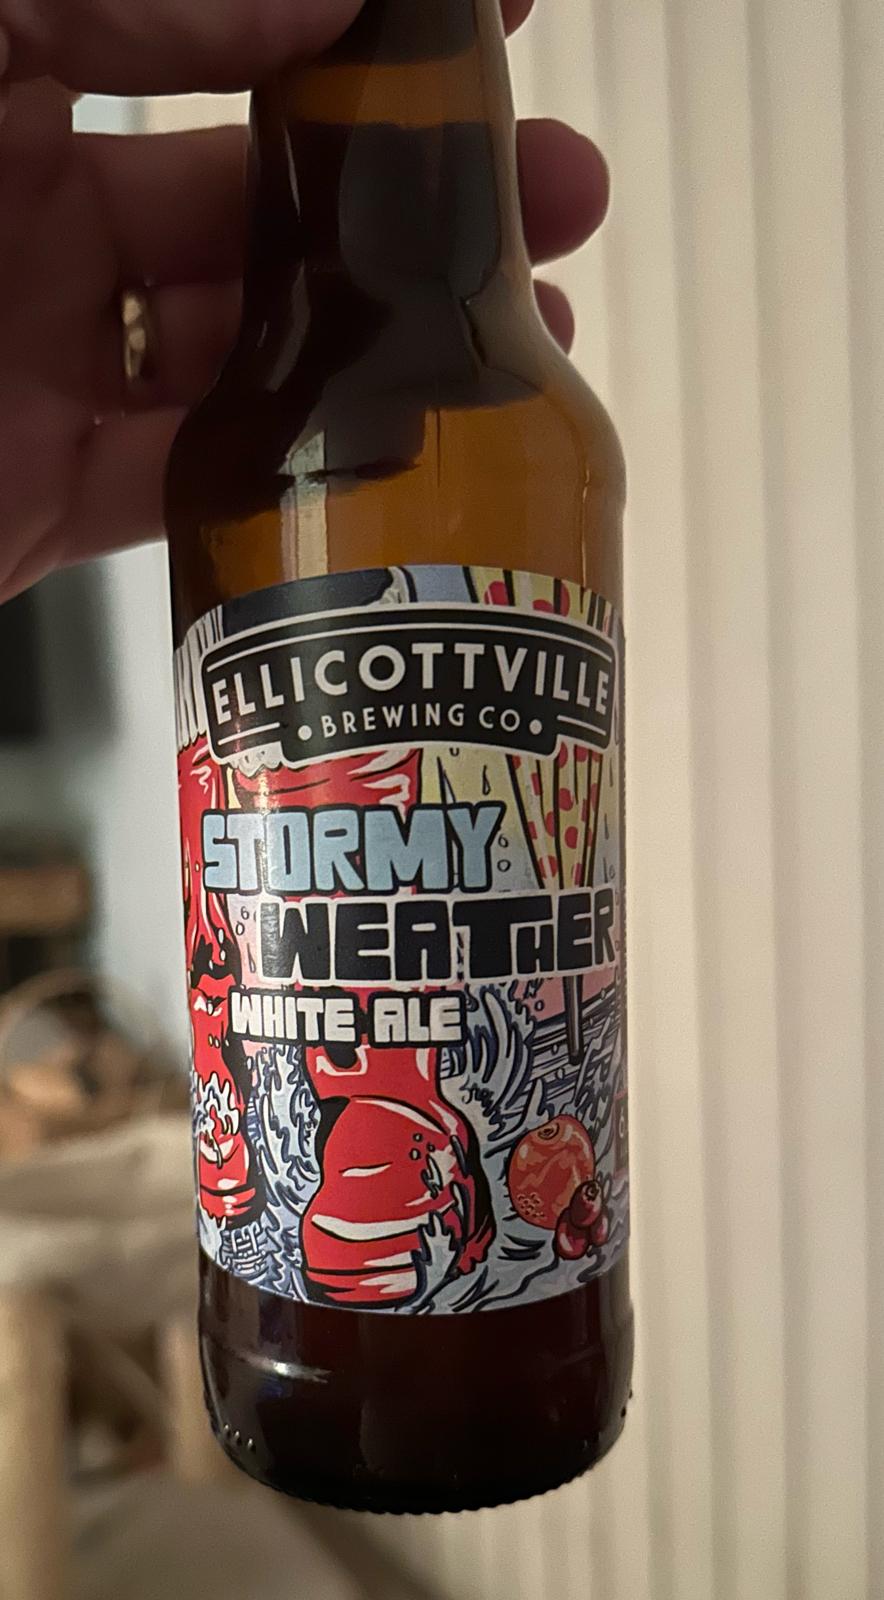 ELLICOTTVILLE
• BREWING CO •
STORMY
WEATHER
WHITE ALE